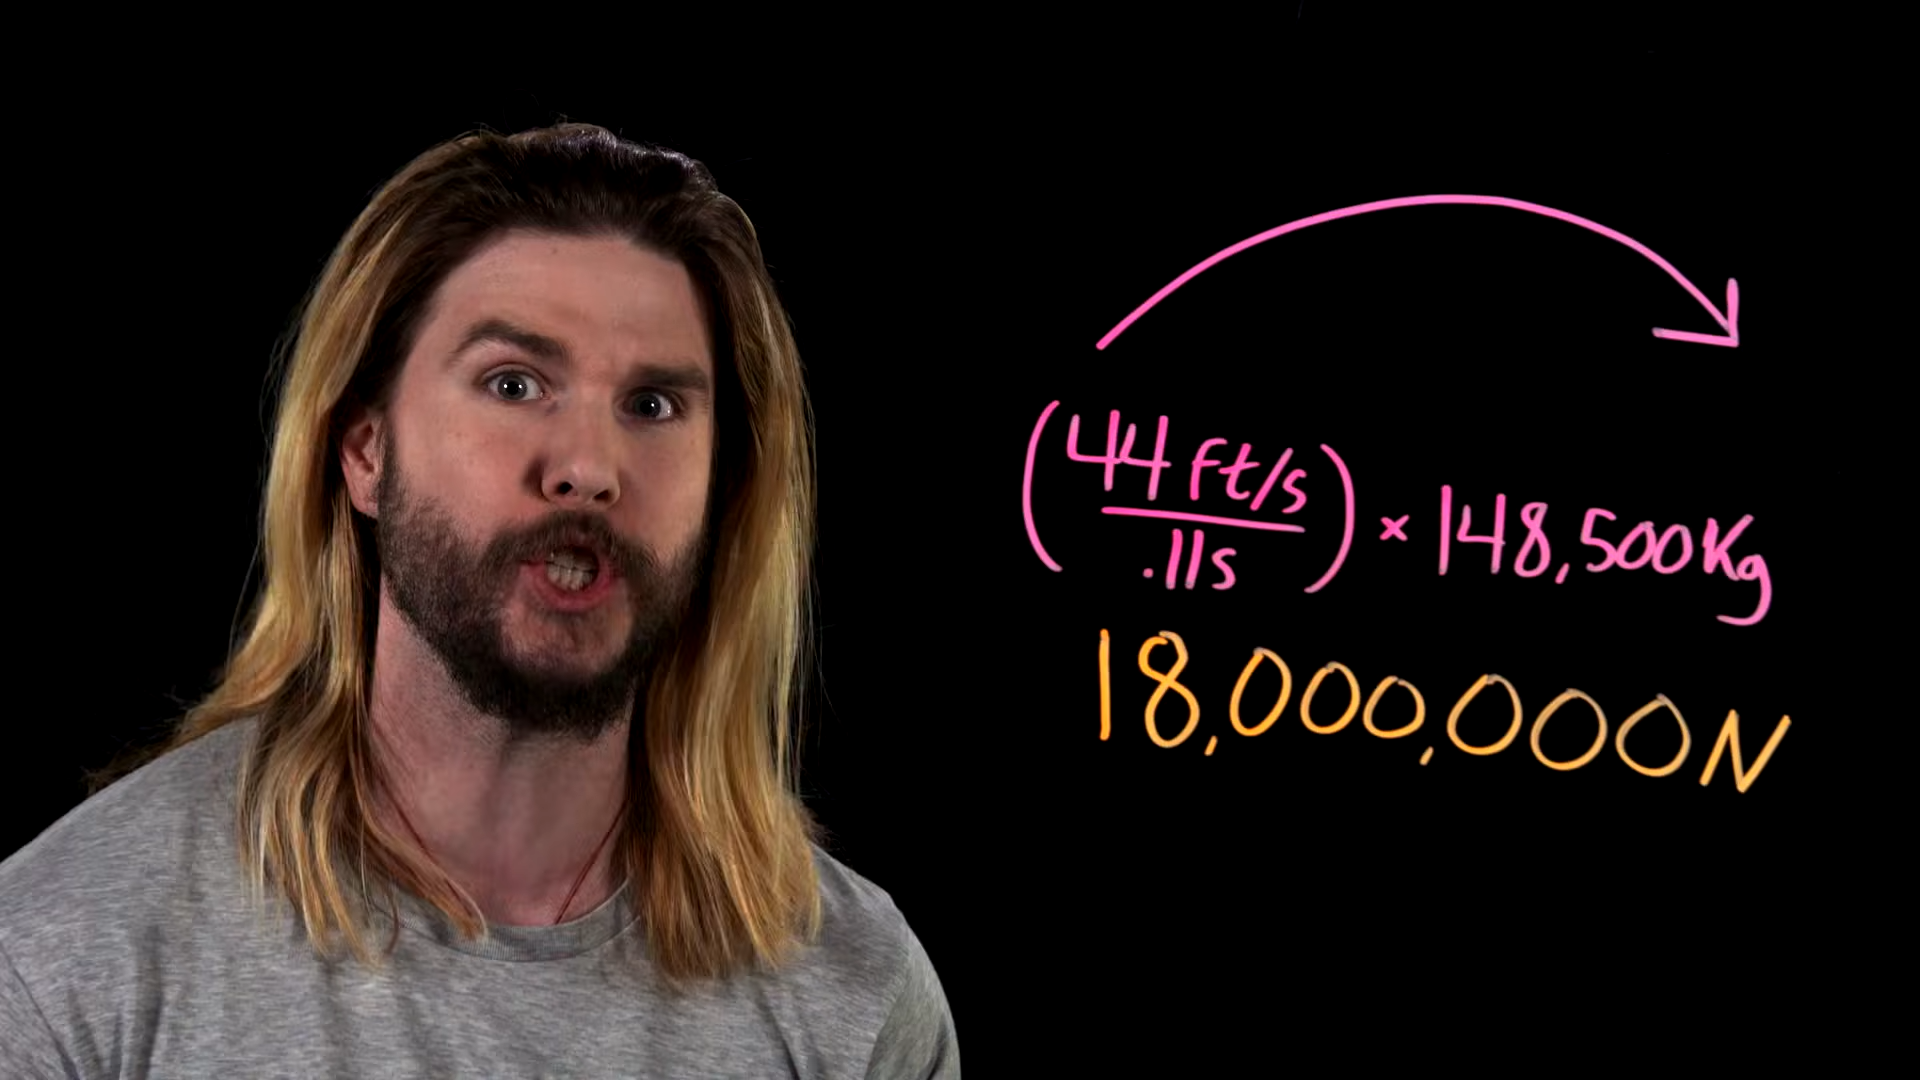 (44 ft/s / .11s) × 148,500Kg
18,000,000N